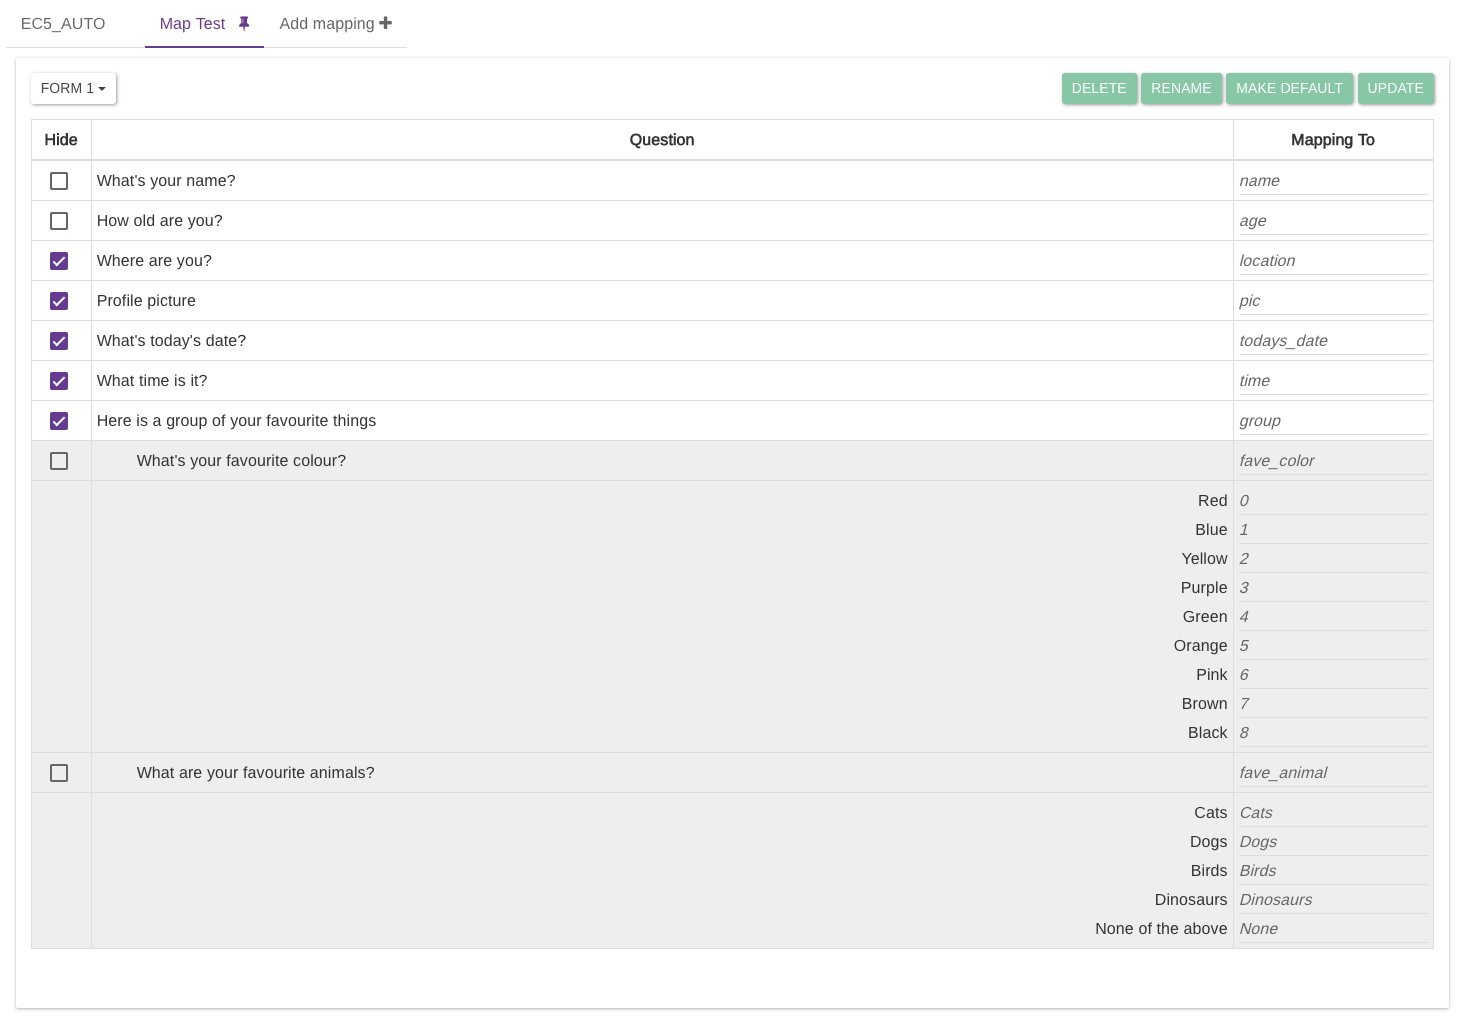 EC5_AUTO Map Test Add mapping
FORM 1 DELETE RENAME MAKE DEFAULT UPDATE
Hide Question Mapping To
What's your name? name
How old are you? age
Where are you? location
Profile picture pic
What's today's date? todays_date
What time is it? time
Here is a group of your favourite things group
What's your favourite colour? fave_color
Red 0
Blue 1
Yellow 2
Purple 3
Green 4
Orange 5
Pink 6
Brown 7
Black 8
What are your favourite animals? fave_animal
Cats Cats
Dogs Dogs
Birds Birds
Dinosaurs Dinosaurs
None of the above None